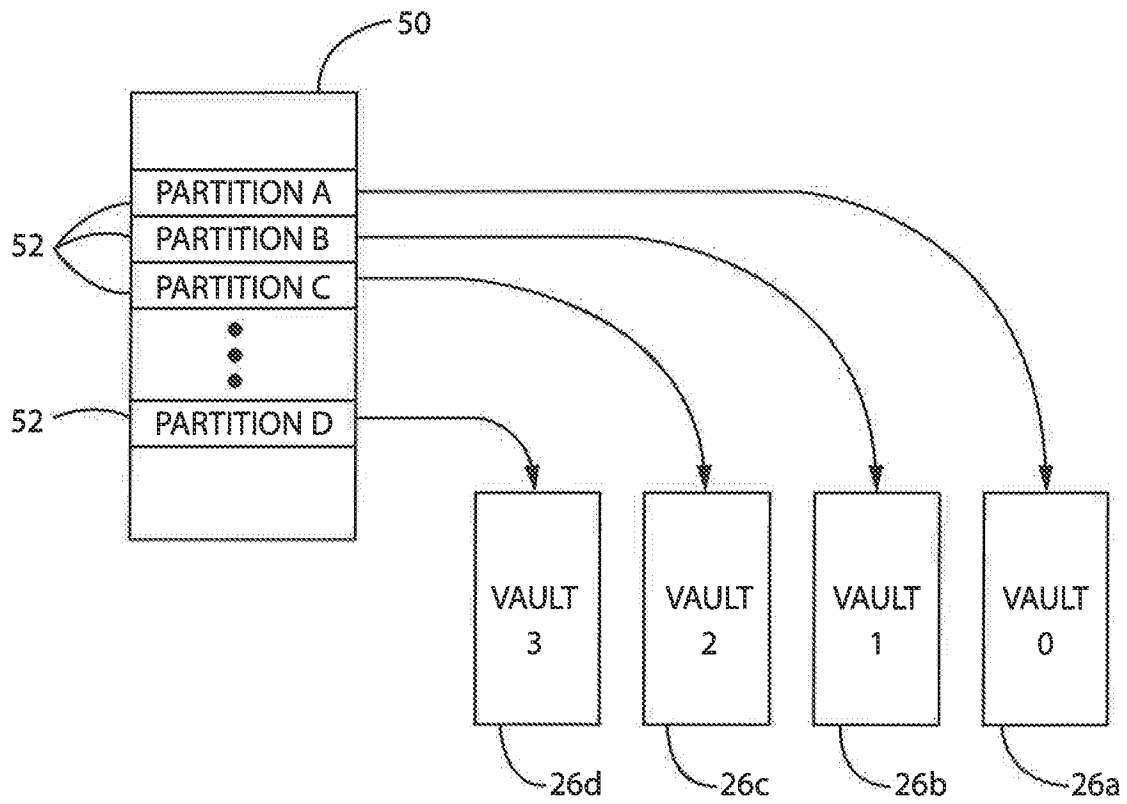 50
PARTITION A
52
PARTITION B
PARTITION C
52
PARTITION D
VAULT
3
VAULT
2
VAULT
1
VAULT
0
26d
26c
26b
26a